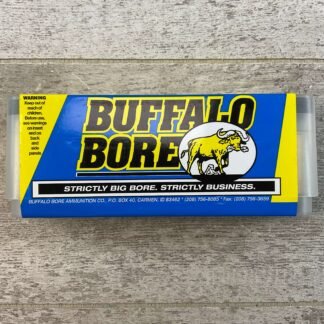 WARNING
Keep out of
reach of
children.
Before use,
see warnings
on insert
and on
back
and side
panels.
BUFFALO
BORE
STRICTLY BIG BORE. STRICTLY BUSINESS.
BUFFALO BORE AMMUNITION CO., P.O. BOX 40, CARMEN, ID 83462 * (208) 756-8085 * Fax: (208) 756-3659